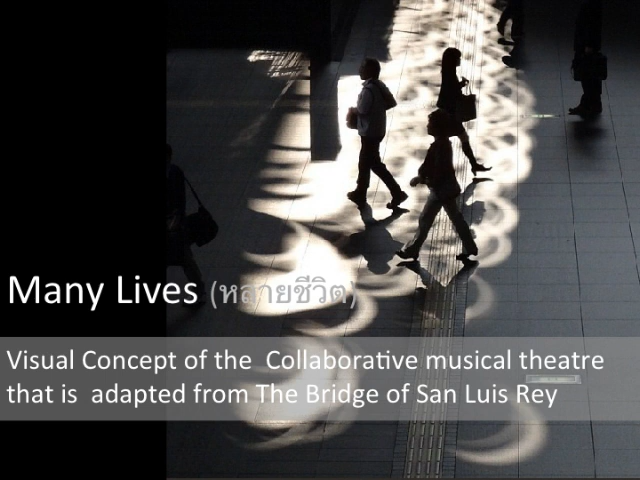 Many Lives (หลายชีวิต)
Visual Concept of the  Collaborative musical theatre
that is  adapted from The Bridge of San Luis Rey